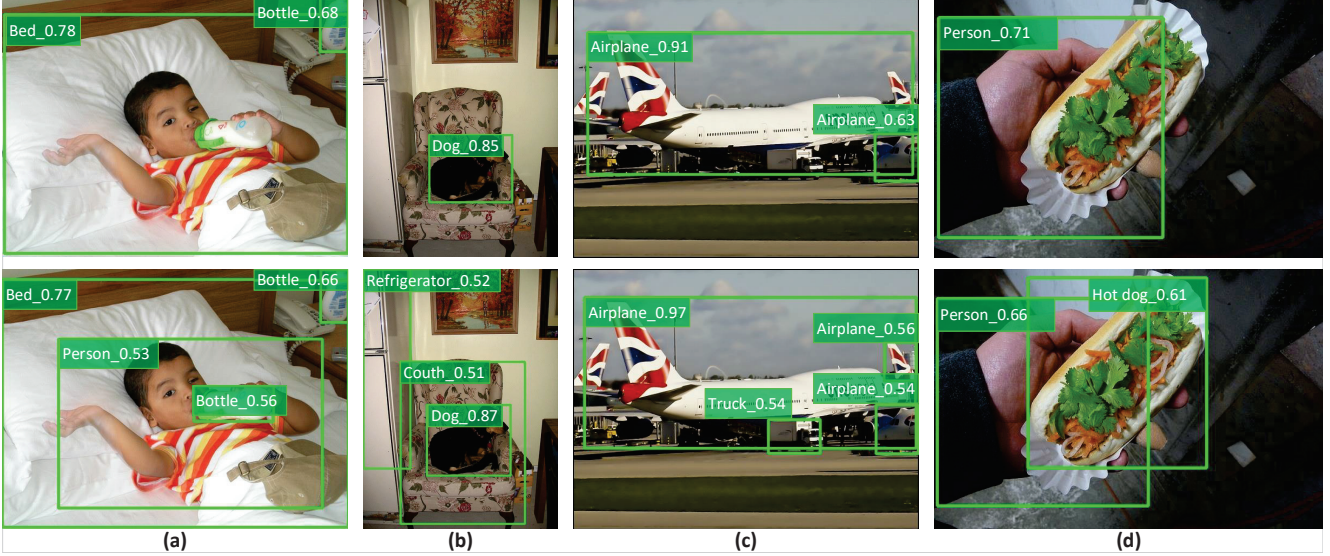 Bed_0.78
Bottle_0.68
Dog_0.85
Airplane_0.91
Airplane_0.63
Person_0.71
Bed_0.77
Bottle_0.66
Person_0.53
Bottle_0.56
Refrigerator_0.52
Couth_0.51
Dog_0.87
Airplane_0.97
Airplane_0.56
Airplane_0.54
Truck_0.54
Person_0.66
Hot dog_0.61
(a)
(b)
(c)
(d)